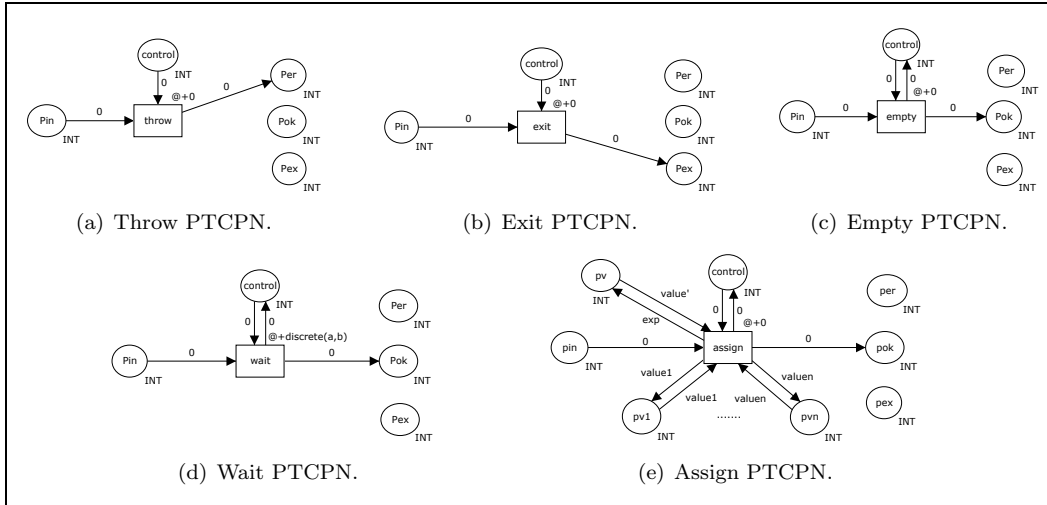 control
INT
0
@+0
Pin
INT
0
throw
0
Per
INT
Pok
INT
Pex
INT
(a) Throw PTCPN.
control
INT
0
@+0
Pin
INT
0
exit
0
Per
INT
Pok
INT
Pex
INT
(b) Exit PTCPN.
control
INT
0
0
@+0
Pin
INT
0
empty
0
Per
INT
Pok
INT
Pex
INT
(c) Empty PTCPN.
control
INT
0
0
@+discrete(a,b)
Pin
INT
0
wait
0
Per
INT
Pok
INT
Pex
INT
(d) Wait PTCPN.
pv
INT
value'
exp
control
INT
0
0
@+0
pin
INT
0
assign
0
per
INT
pok
INT
pex
INT
value1
value1
valuen
valuen
pv1
INT
.......
pvn
INT
(e) Assign PTCPN.